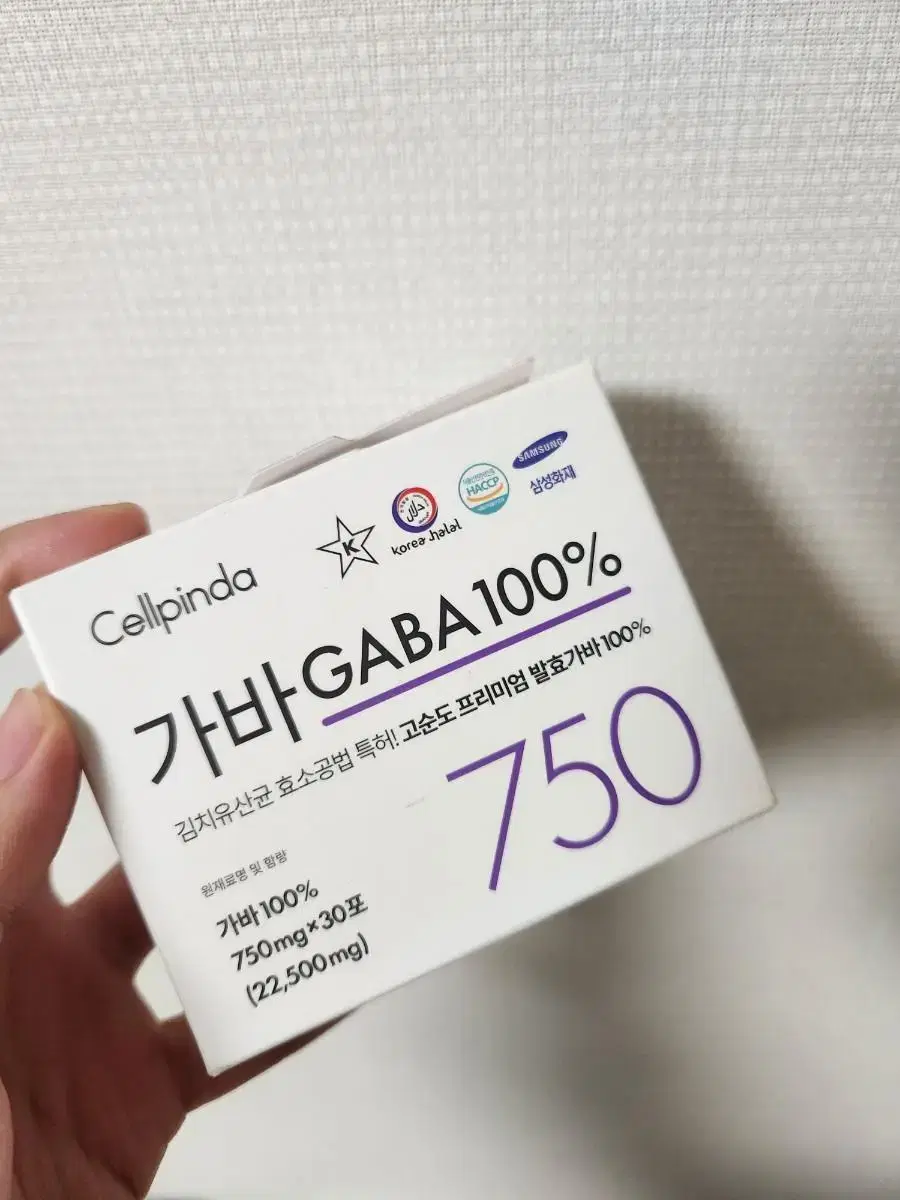 SAMSUNG
삼성화재
HACCP
K
korea halal
Cellpinda
가바 GABA 100%
김치유산균 효소공법 특허! 고순도 프리미엄 발효가바 100%
750
원재료명 및 함량
가바 100%
750mg×30포
(22,500mg)